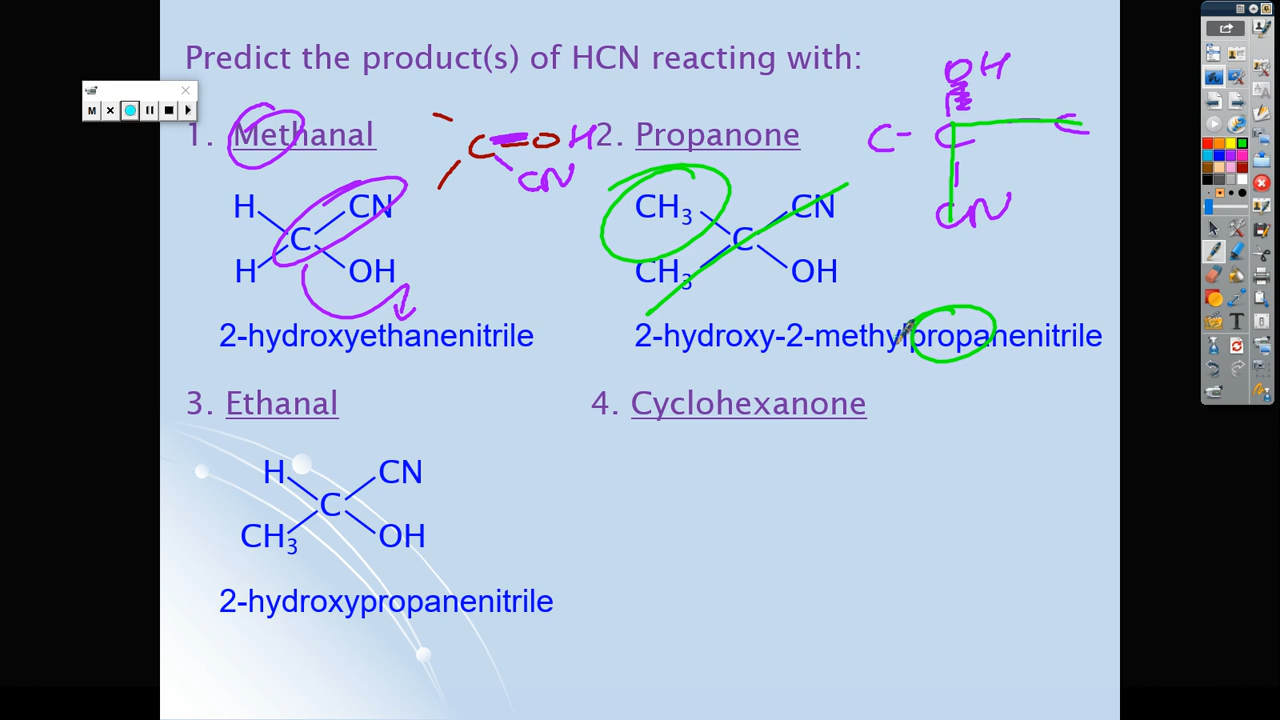 Predict the product(s) of HCN reacting with:
1. Methanal
H CN
C
H OH
2-hydroxyethanenitrile
C OH
CN
2. Propanone
CH3 CN
C
CH3 OH
2-hydroxy-2-methylpropanenitrile
OH
C- C C
CN
3. Ethanal
H CN
C
CH3 OH
2-hydroxypropanenitrile
4. Cyclohexanone
M
T